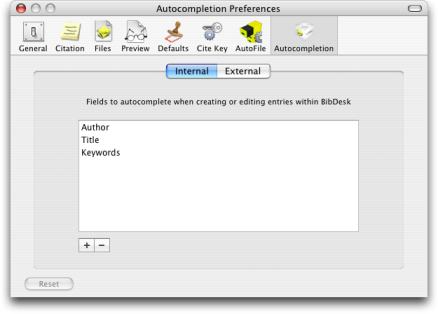 Autocompletion Preferences
General Citation Files Preview Defaults Cite Key AutoFile Autocompletion
Internal External
Fields to autocomplete when creating or editing entries within BibDesk
Author
Title
Keywords
+ −
Reset